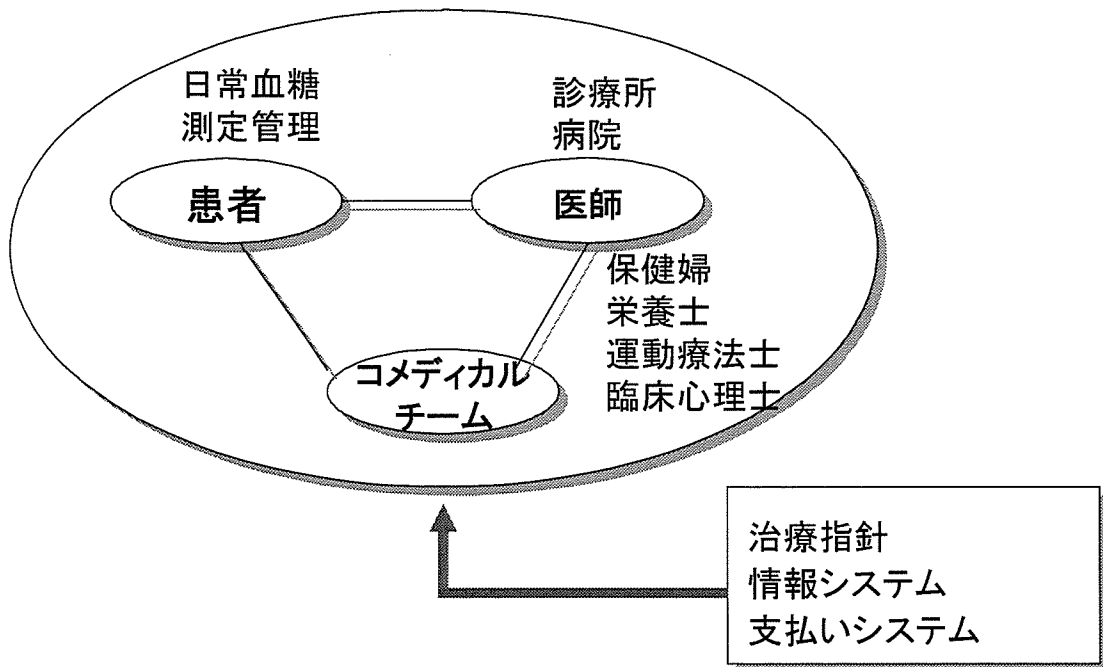 日常血糖
測定管理
診療所
病院
患者
医師
保健婦
栄養士
運動療法士
臨床心理士
コメディカル
チーム
治療指針
情報システム
支払いシステム